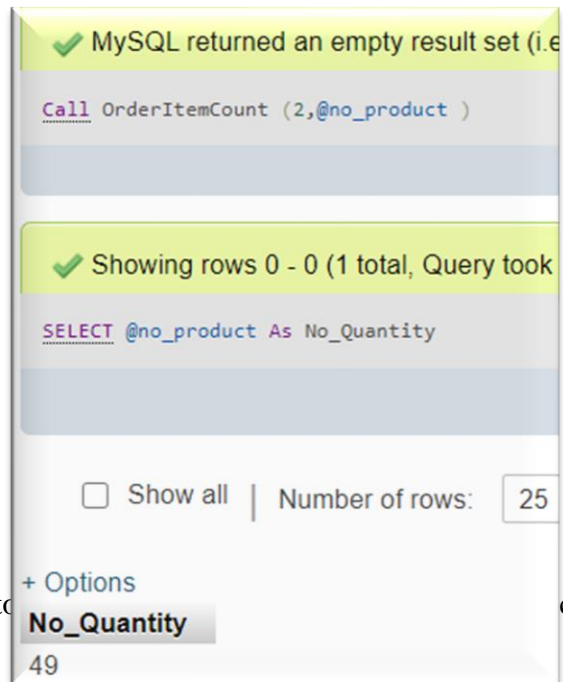 MySQL returned an empty result set (i.e
Call OrderItemCount (2,@no_product )
Showing rows 0 - 0 (1 total, Query took
SELECT @no_product As No_Quantity
Show all | Number of rows: 25
+ Options
No_Quantity
49